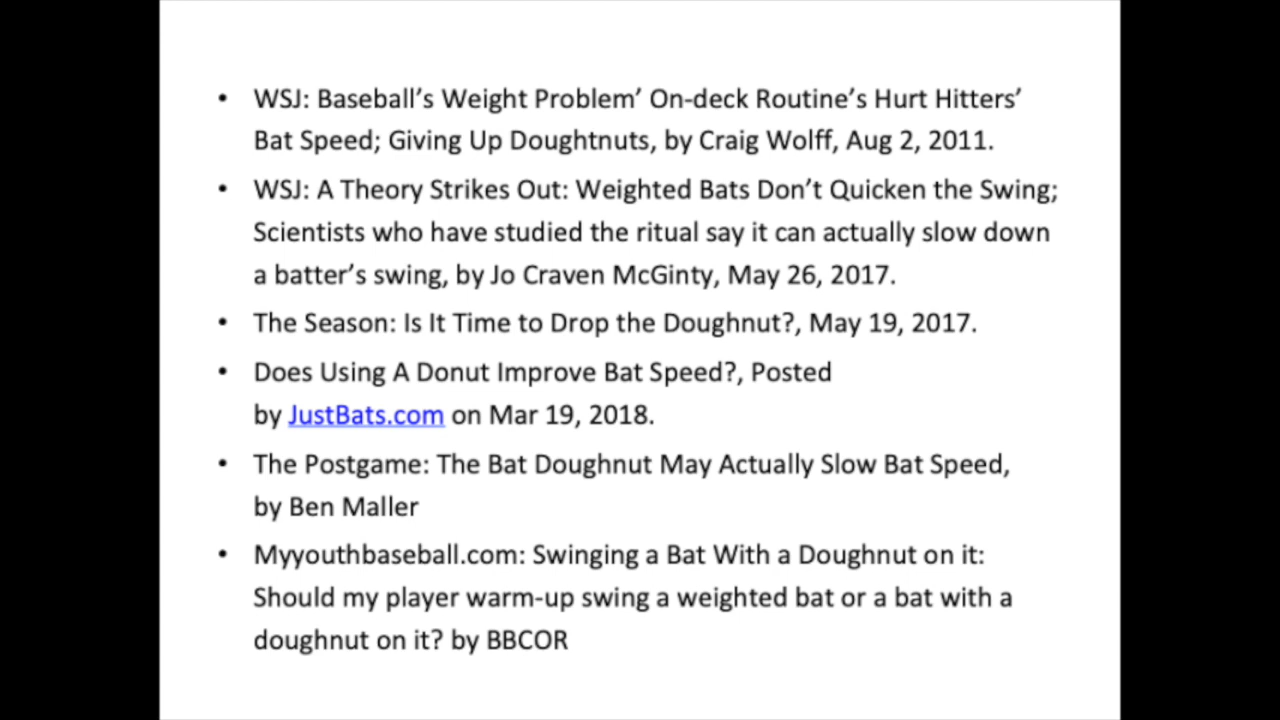 • WSJ: Baseball’s Weight Problem’ On-deck Routine’s Hurt Hitters’
Bat Speed; Giving Up Doughtnuts, by Craig Wolff, Aug 2, 2011.
• WSJ: A Theory Strikes Out: Weighted Bats Don’t Quicken the Swing;
Scientists who have studied the ritual say it can actually slow down
a batter’s swing, by Jo Craven McGinty, May 26, 2017.
• The Season: Is It Time to Drop the Doughnut?, May 19, 2017.
• Does Using A Donut Improve Bat Speed?, Posted
by JustBats.com on Mar 19, 2018.
• The Postgame: The Bat Doughnut May Actually Slow Bat Speed,
by Ben Maller
• Myyouthbaseball.com: Swinging a Bat With a Doughnut on it:
Should my player warm-up swing a weighted bat or a bat with a
doughnut on it? by BBCOR